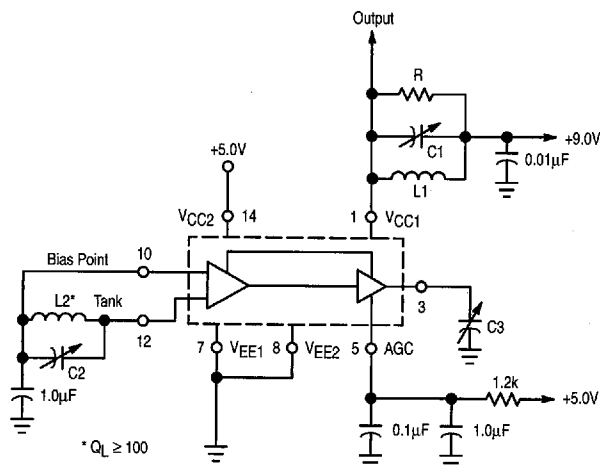 Output
R
C1
+9.0V
0.01µF
L1
+5.0V
VCC2 14
1 VCC1
Bias Point 10
L2* Tank
12
C2
1.0µF
3
C3
7 VEE1
8 VEE2
5 AGC
1.2k
+5.0V
0.1µF
1.0µF
* QL ≥ 100